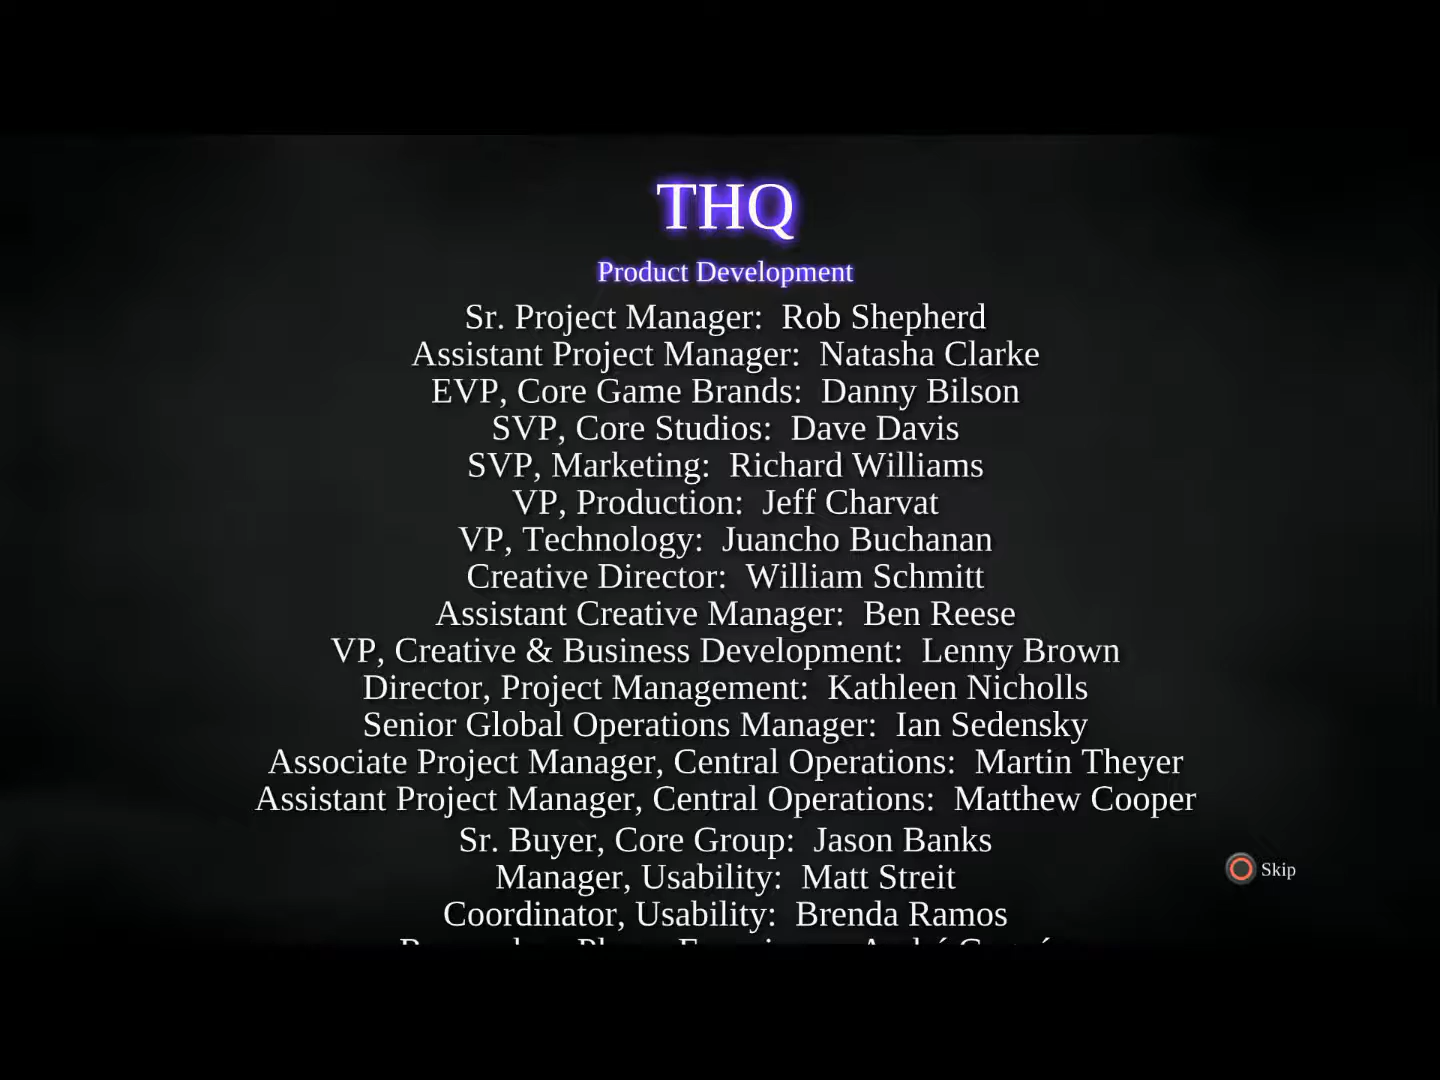 THQ
Product Development
Sr. Project Manager: Rob Shepherd
Assistant Project Manager: Natasha Clarke
EVP, Core Game Brands: Danny Bilson
SVP, Core Studios: Dave Davis
SVP, Marketing: Richard Williams
VP, Production: Jeff Charvat
VP, Technology: Juancho Buchanan
Creative Director: William Schmitt
Assistant Creative Manager: Ben Reese
VP, Creative & Business Development: Lenny Brown
Director, Project Management: Kathleen Nicholls
Senior Global Operations Manager: Ian Sedensky
Associate Project Manager, Central Operations: Martin Theyer
Assistant Project Manager, Central Operations: Matthew Cooper
Sr. Buyer, Core Group: Jason Banks
Manager, Usability: Matt Streit
Skip
Coordinator, Usability: Brenda Ramos